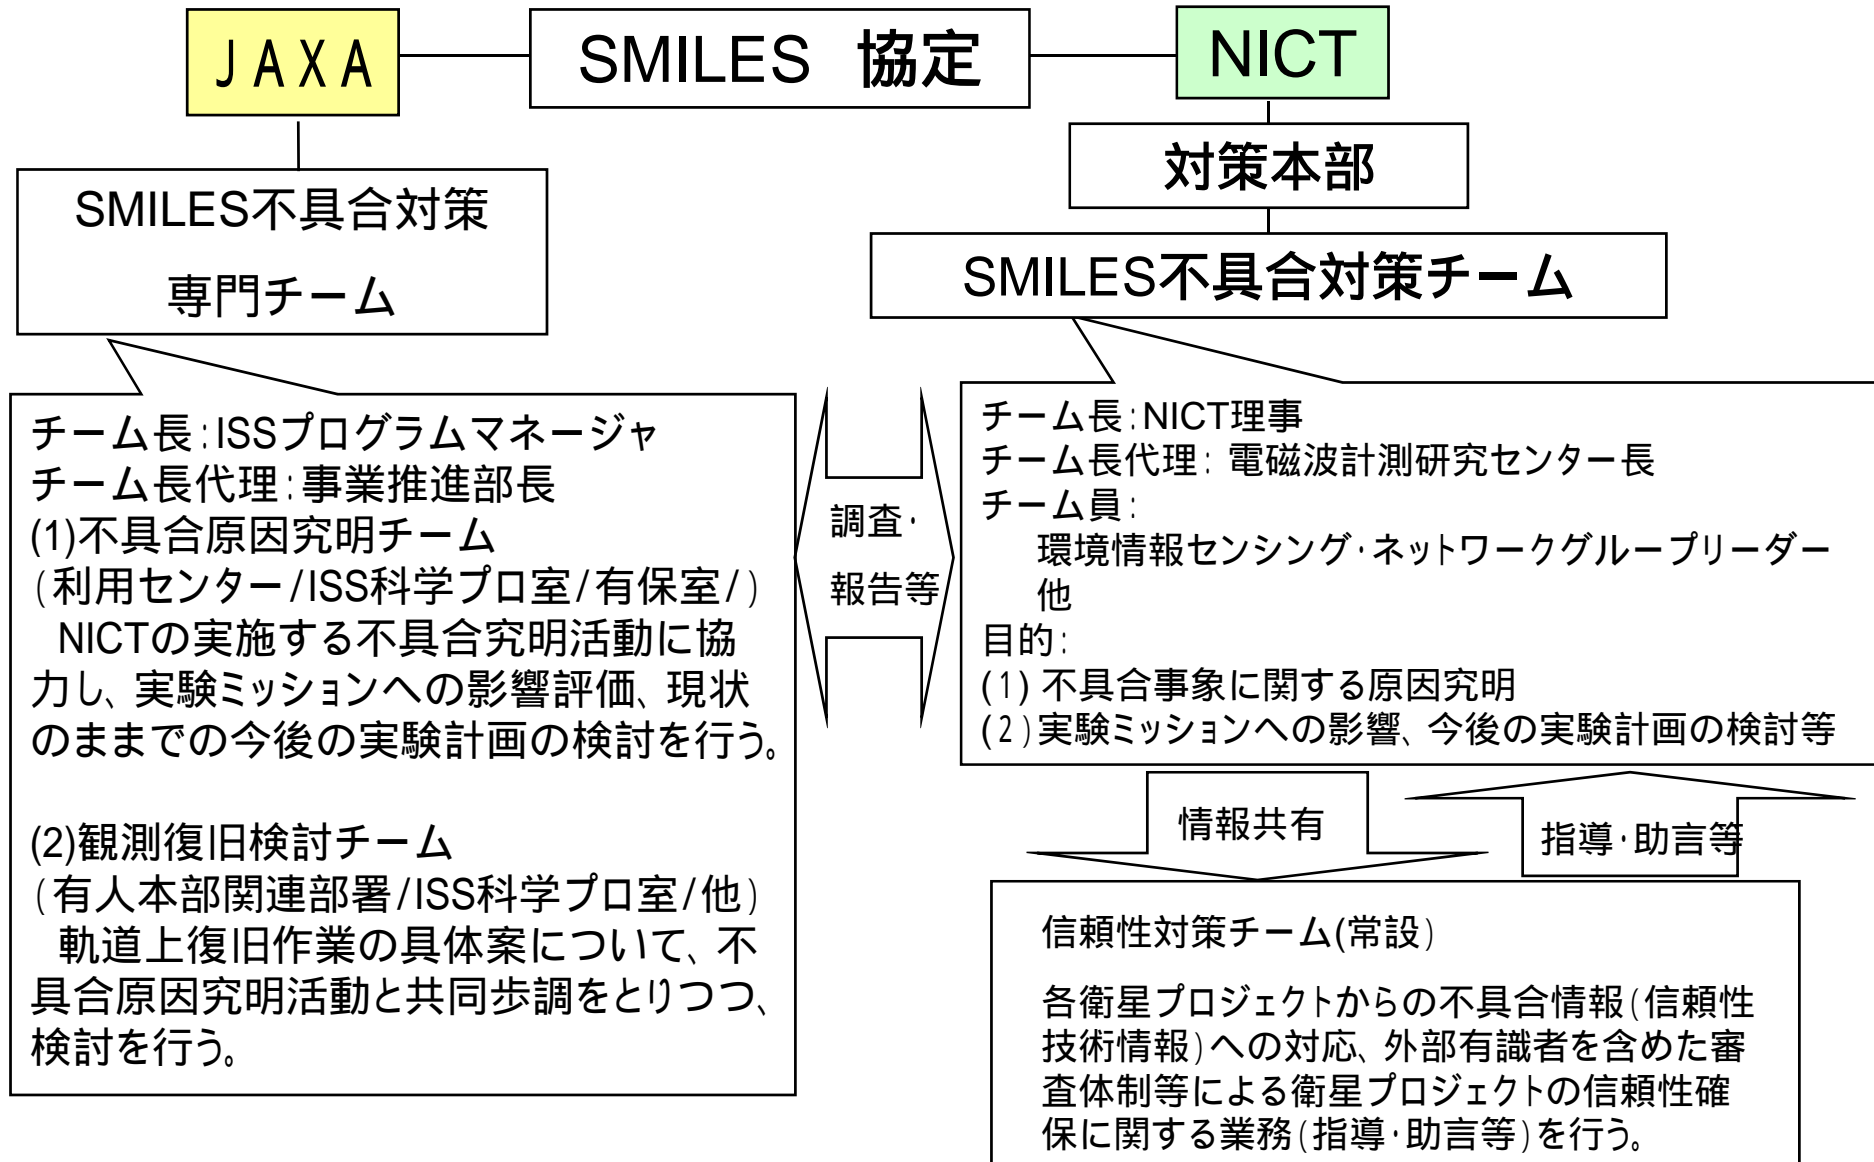 JAXA
SMILES 協定
NICT
対策本部
SMILES不具合対策
専門チーム
SMILES不具合対策チーム
チーム長:ISSプログラムマネージャ
チーム長代理:事業推進部長
(1)不具合原因究明チーム
(利用センター/ISS科学プロ室/有保室/)
NICTの実施する不具合究明活動に協
力し、実験ミッションへの影響評価、現状
のままでの今後の実験計画の検討を行う。
(2)観測復旧検討チーム
(有人本部関連部署/ISS科学プロ室/他)
軌道上復旧作業の具体案について、不
具合原因究明活動と共同歩調をとりつつ、
検討を行う。
調査・
報告等
チーム長:NICT理事
チーム長代理: 電磁波計測研究センター長
チーム員:
環境情報センシング・ネットワークグループリーダー
他
目的:
(1) 不具合事象に関する原因究明
(2)実験ミッションへの影響、今後の実験計画の検討等
情報共有
指導・助言等
信頼性対策チーム(常設)
各衛星プロジェクトからの不具合情報(信頼性
技術情報)への対応、外部有識者を含めた審
査体制等による衛星プロジェクトの信頼性確
保に関する業務(指導・助言等)を行う。